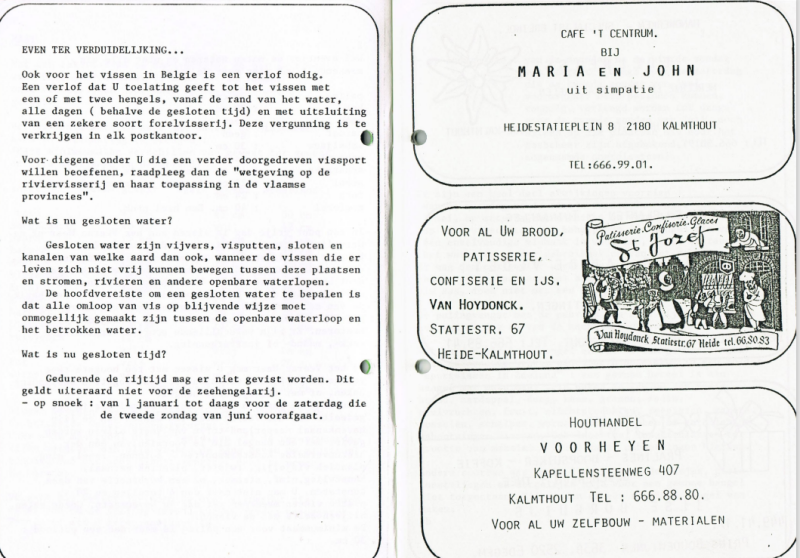 EVEN TER VERDUIDELIJKING...
Ook voor het vissen in Belgie is een verlof nodig.
Een verlof dat U toelating geeft tot het vissen met
een of met twee hengels, vanaf de rand van het water,
alle dagen ( behalve de gesloten tijd) en met uitsluiting
van een zekere soort forelvisserij. Deze vergunning is te
verkrijgen in elk postkantoor.
Voor diegene onder U die een verder doorgedreven vissport
willen beoefenen, raadpleeg dan de "wetgeving op de
riviervisserij en haar toepassing in de vlaamse
provincies".
Wat is nu gesloten water?
Gesloten water zijn vijvers, visputten, sloten en
kanalen van welke aard dan ook, wanneer de vissen die er
leven zich niet vrij kunnen bewegen tussen deze plaatsen
en stromen, rivieren en andere openbare waterlopen.
De hoofdvereiste om een gesloten water te bepalen is
dat alle omloop van vis op blijvende wijze moet
onmogelijk gemaakt zijn tussen de openbare waterloop en
het betrokken water.
Wat is nu gesloten tijd?
Gedurende de rijtijd mag er niet gevist worden. Dit
geldt uiteraard niet voor de zeehengelarij.
- op snoek : van 1 januari tot daags voor de zaterdag die
de tweede zondag van juni voorafgaat.
CAFE 'T CENTRUM.
BIJ
MARIA EN JOHN
uit simpatie
HEIDESTATIEPLEIN 8 2180 KALMTHOUT
TEL:666.99.01.
VOOR AL UW BROOD,
PATISSERIE,
CONFISERIE EN IJS.
VAN HOYDONCK.
STATIESTR. 67
HEIDE-KALMTHOUT.
Patisserie.Confiserie.Glaces
St Jozef
Van Hoydonck Statiestr.67 Heide tel.66.80.83
HOUTHANDEL
VOORHEYEN
KAPELLENSTEENWEG 407
KALMTHOUT TEL : 666.88.80.
VOOR AL UW ZELFBOUW - MATERIALEN